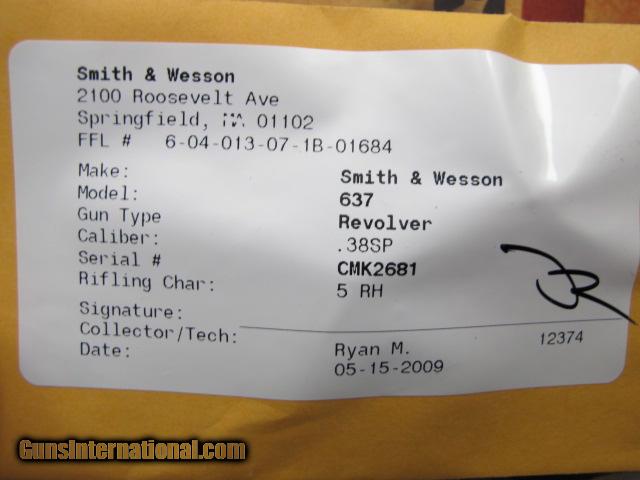 Smith & Wesson
2100 Roosevelt Ave
Springfield, MA 01102
FFL # 6-04-013-07-1B-01684
Make: Smith & Wesson
Model: 637
Gun Type Revolver
Caliber: .38SP
Serial # CMK2681
Rifling Char: 5 RH
Signature:
Collector/Tech: Ryan M. 12374
Date: 05-15-2009
GunsInternational.com